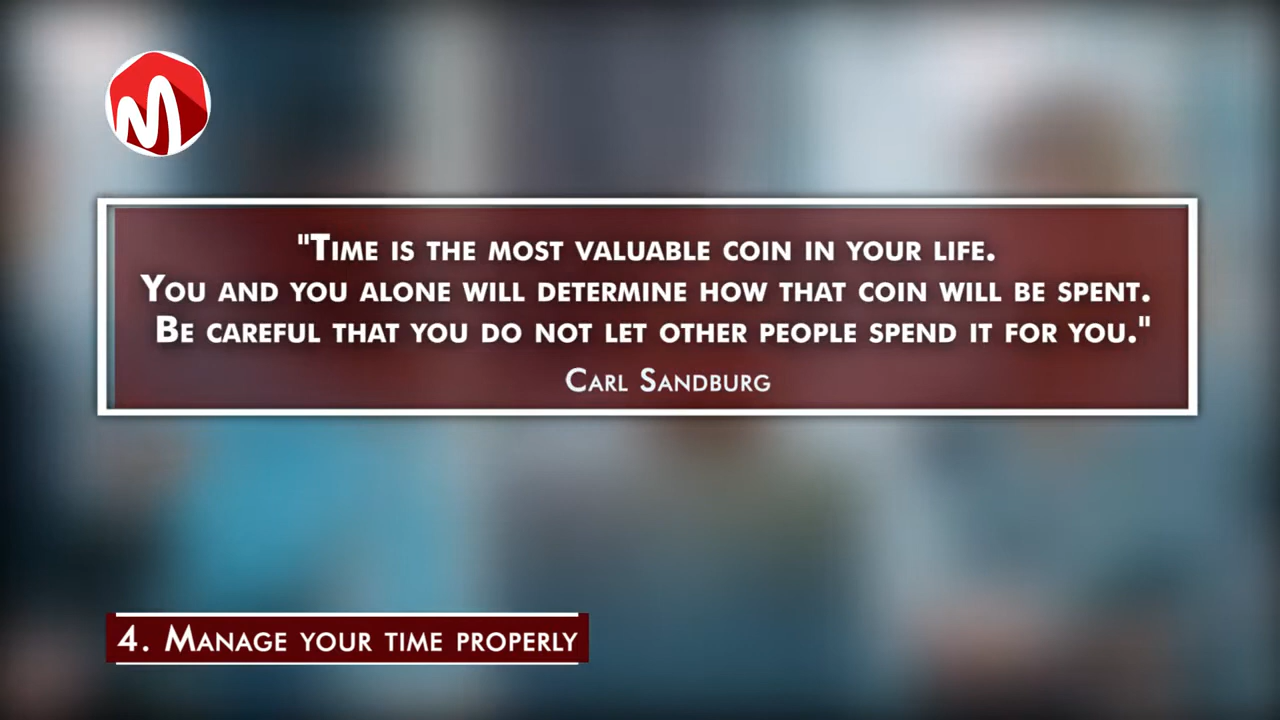 "Time is the most valuable coin in your life.
You and you alone will determine how that coin will be spent.
Be careful that you do not let other people spend it for you."
Carl Sandburg
4. Manage your time properly